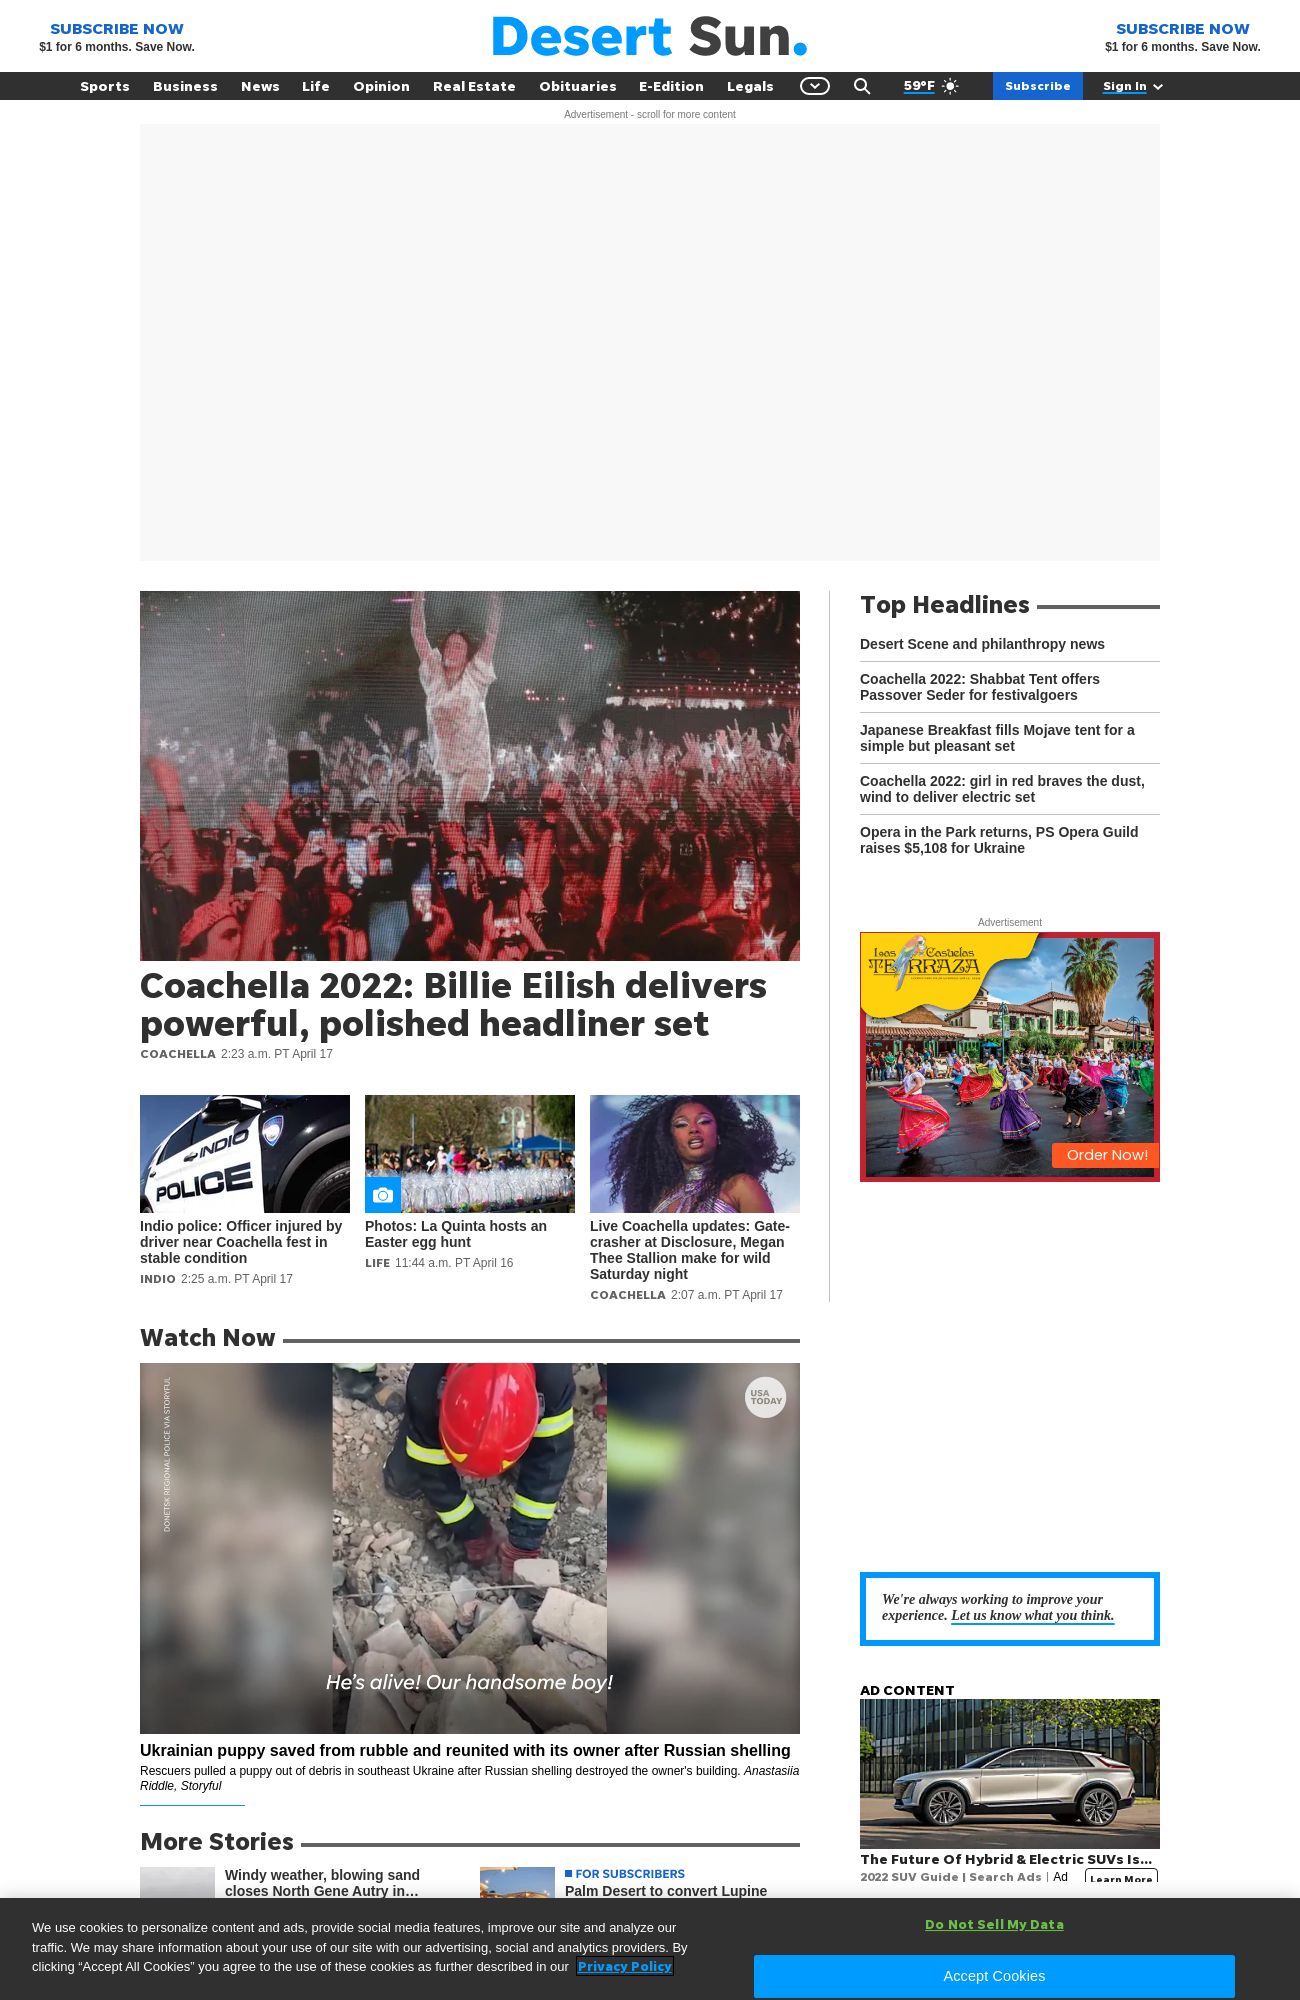 SUBSCRIBE NOW
$1 for 6 months. Save Now.
Desert Sun.
SUBSCRIBE NOW
$1 for 6 months. Save Now.
Sports Business News Life Opinion Real Estate Obituaries E-Edition Legals 59°F Subscribe Sign In
Advertisement - scroll for more content
Coachella 2022: Billie Eilish delivers
powerful, polished headliner set
COACHELLA 2:23 a.m. PT April 17
INDIO
POLICE
Indio police: Officer injured by
driver near Coachella fest in
stable condition
INDIO 2:25 a.m. PT April 17
Photos: La Quinta hosts an
Easter egg hunt
LIFE 11:44 a.m. PT April 16
Live Coachella updates: Gate-
crasher at Disclosure, Megan
Thee Stallion make for wild
Saturday night
COACHELLA 2:07 a.m. PT April 17
Top Headlines
Desert Scene and philanthropy news
Coachella 2022: Shabbat Tent offers
Passover Seder for festivalgoers
Japanese Breakfast fills Mojave tent for a
simple but pleasant set
Coachella 2022: girl in red braves the dust,
wind to deliver electric set
Opera in the Park returns, PS Opera Guild
raises $5,108 for Ukraine
Advertisement
Las Casuelas
TERRAZA
Order Now!
Watch Now
DONETSK REGIONAL POLICE VIA STORYFUL
USA
TODAY
He's alive! Our handsome boy!
Ukrainian puppy saved from rubble and reunited with its owner after Russian shelling
Rescuers pulled a puppy out of debris in southeast Ukraine after Russian shelling destroyed the owner's building. Anastasiia
Riddle, Storyful
We're always working to improve your
experience. Let us know what you think.
AD CONTENT
The Future Of Hybrid & Electric SUVs Is...
2022 SUV Guide | Search Ads | Ad
Learn More
More Stories
Windy weather, blowing sand
closes North Gene Autry in…
FOR SUBSCRIBERS
Palm Desert to convert Lupine
We use cookies to personalize content and ads, provide social media features, improve our site and analyze our
traffic. We may share information about your use of our site with our advertising, social and analytics providers. By
clicking “Accept All Cookies” you agree to the use of these cookies as further described in our Privacy Policy
Do Not Sell My Data
Accept Cookies